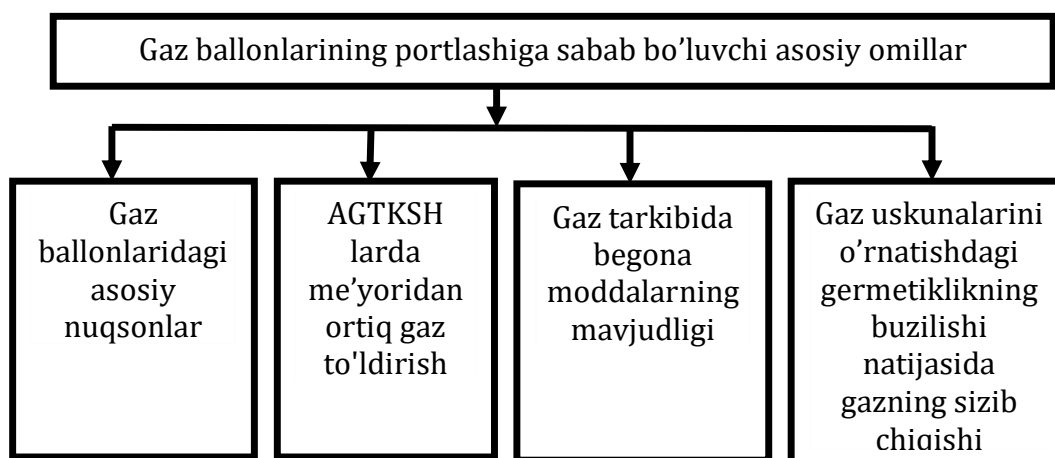 Gaz ballonlarining portlashiga sabab bo’luvchi asosiy omillar
Gaz
ballonlaridagi
asosiy
nuqsonlar
AGTKSH
larda
me’yoridan
ortiq gaz
to'ldirish
Gaz tarkibida
begona
moddalarning
mavjudligi
Gaz uskunalarini
o’rnatishdagi
germetiklikning
buzilishi
natijasida
gazning sizib
chiqishi